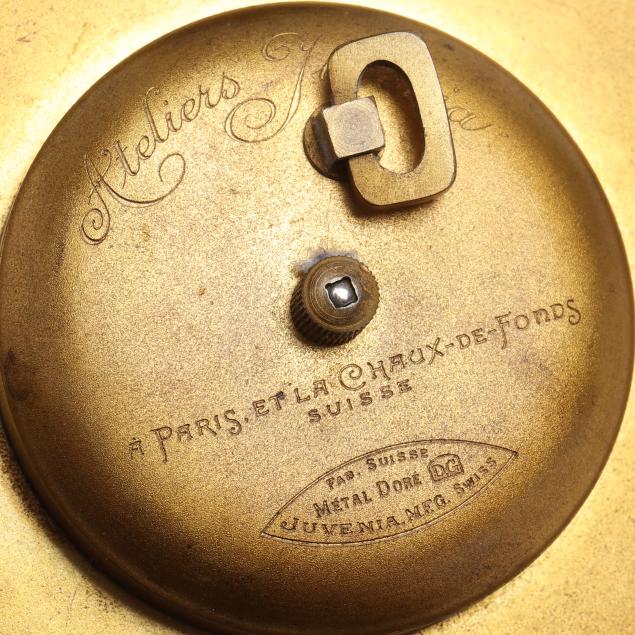 Ateliers
À PARIS, ET LA CHAUX-DE-FONDS
SUISSE
FAB. SUISSE
MÉTAL DORÉ DG
JUVENIA MFG. SWISS